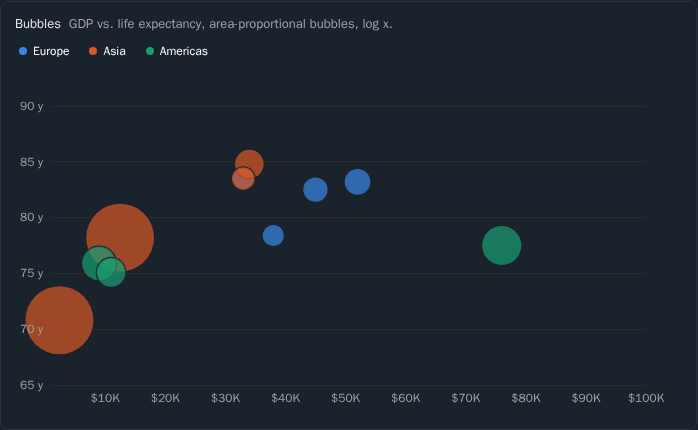 Bubbles GDP vs. life expectancy, area-proportional bubbles, log x.
Europe Asia Americas
90 y
85 y
80 y
75 y
70 y
65 y
$10K $20K $30K $40K $50K $60K $70K $80K $90K $100K